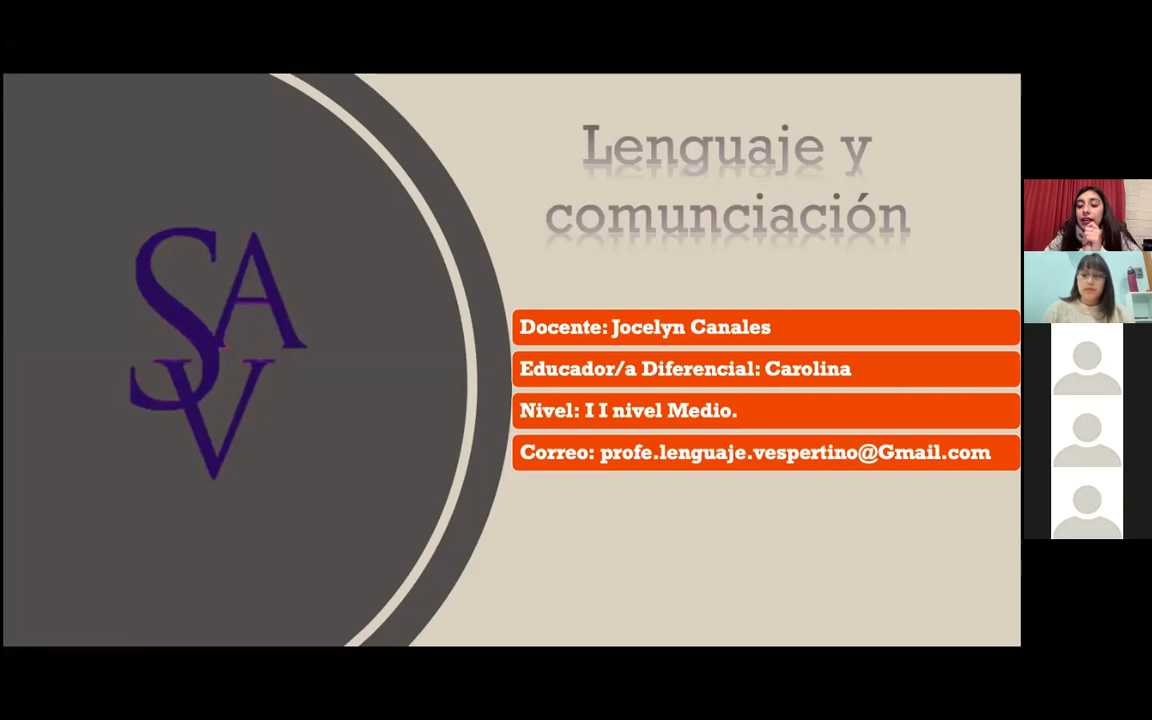 SAV
Lenguaje y
comunciación
Docente: Jocelyn Canales
Educador/a Diferencial: Carolina
Nivel: I I nivel Medio.
Correo: profe.lenguaje.vespertino@Gmail.com